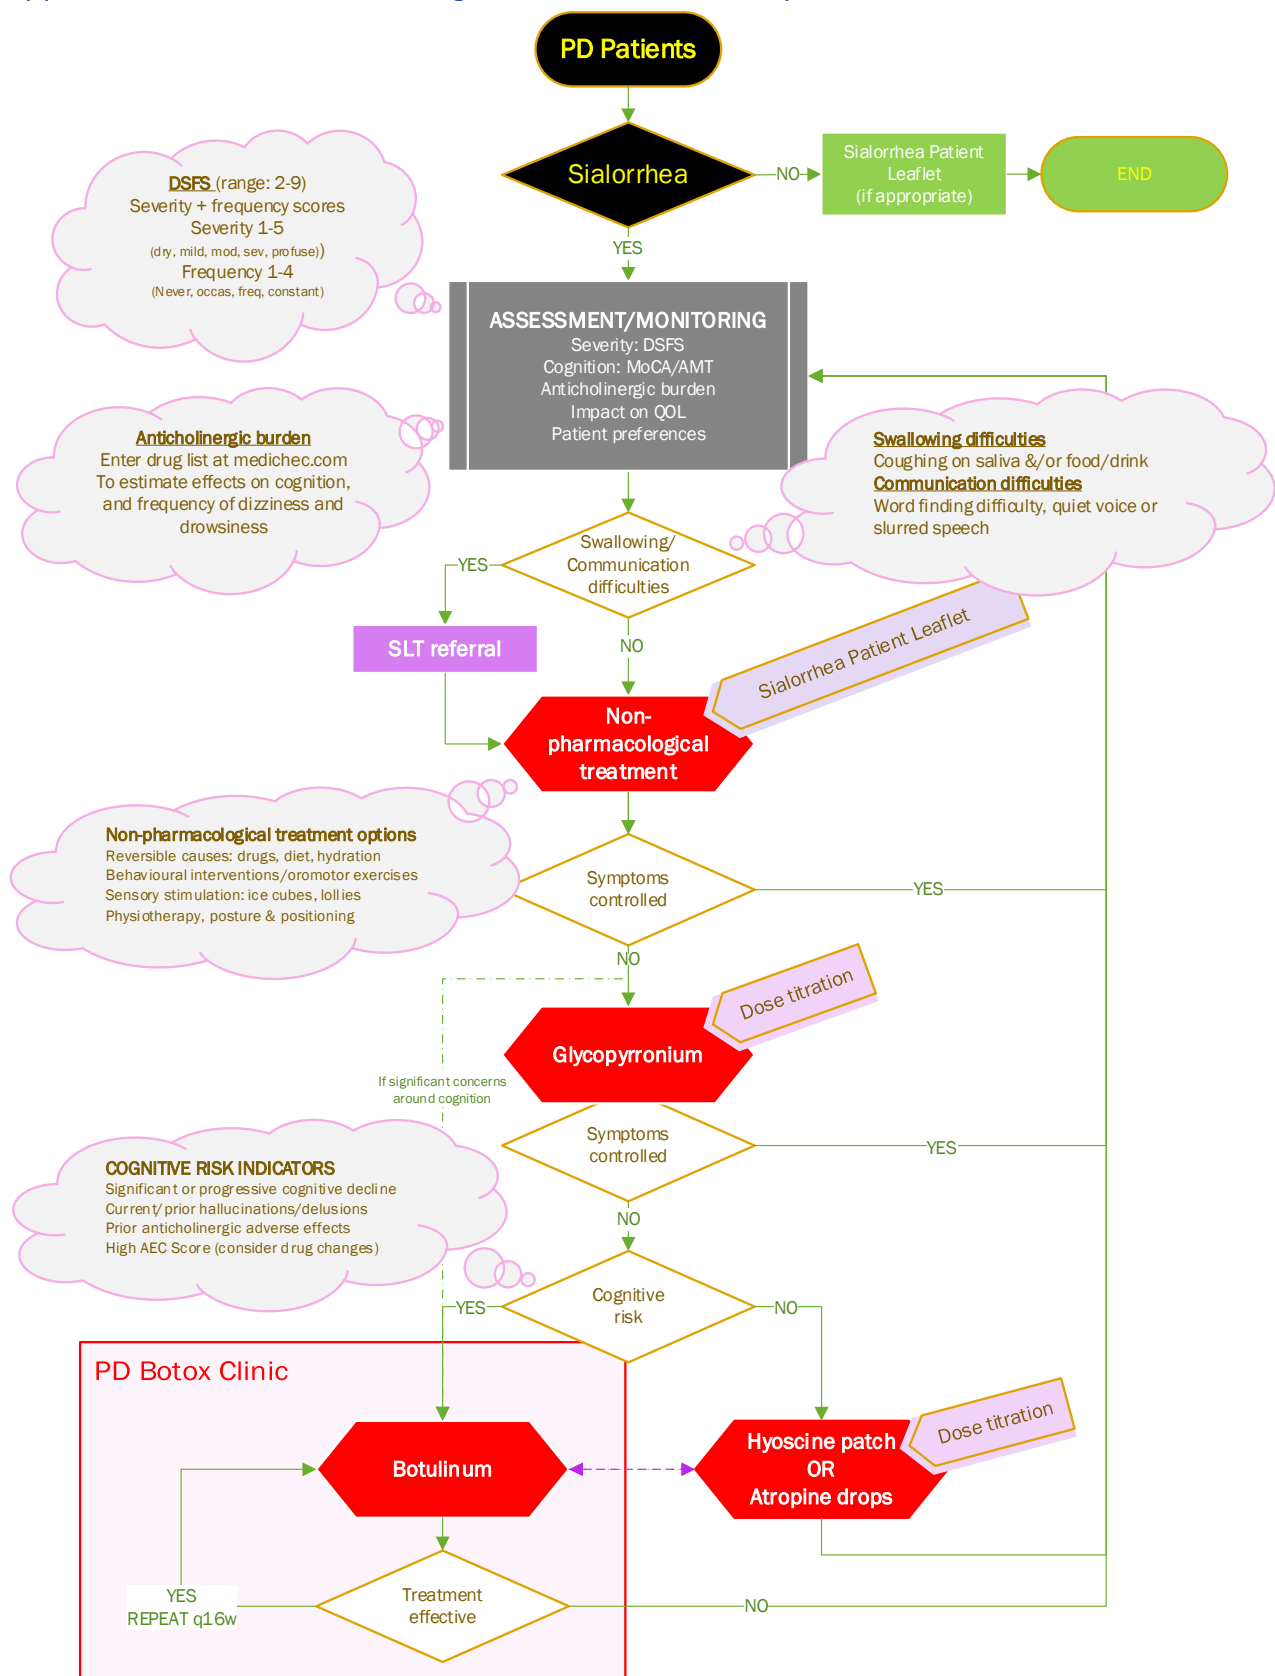 PD Patients
Sialorrhea
NO
Sialorrhea Patient
Leaflet
(if appropriate)
END
YES
DSFS (range: 2-9)
Severity + frequency scores
Severity 1-5
(dry, mild, mod, sev, profuse))
Frequency 1-4
(Never, occas, freq, constant)
ASSESSMENT/MONITORING
Severity: DSFS
Cognition: MoCA/AMT
Anticholinergic burden
Impact on QOL
Patient preferences
Anticholinergic burden
Enter drug list at medichec.com
To estimate effects on cognition,
and frequency of dizziness and
drowsiness
Swallowing difficulties
Coughing on saliva &/or food/drink
Communication difficulties
Word finding difficulty, quiet voice or
slurred speech
Swallowing/
Communication
difficulties
YES
NO
SLT referral
Sialorrhea Patient Leaflet
Non-
pharmacological
treatment
Non-pharmacological treatment options
Reversible causes: drugs, diet, hydration
Behavioural interventions/oromotor exercises
Sensory stimulation: ice cubes, lollies
Physiotherapy, posture & positioning
Symptoms
controlled
YES
NO
Dose titration
Glycopyrronium
If significant concerns
around cognition
Symptoms
controlled
YES
NO
COGNITIVE RISK INDICATORS
Significant or progressive cognitive decline
Current/prior hallucinations/delusions
Prior anticholinergic adverse effects
High AEC Score (consider drug changes)
Cognitive
risk
YES
NO
PD Botox Clinic
Botulinum
Hyoscine patch
OR
Atropine drops
Dose titration
Treatment
effective
YES
REPEAT q16w
NO